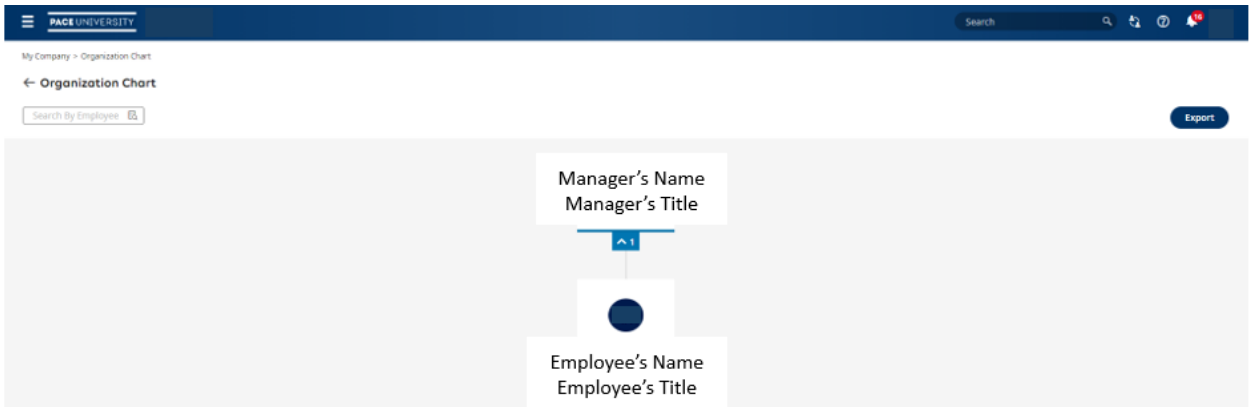 PACE UNIVERSITY
Search
16
My Company > Organization Chart
← Organization Chart
Search By Employee
Export
Manager’s Name
Manager’s Title
1
Employee’s Name
Employee’s Title